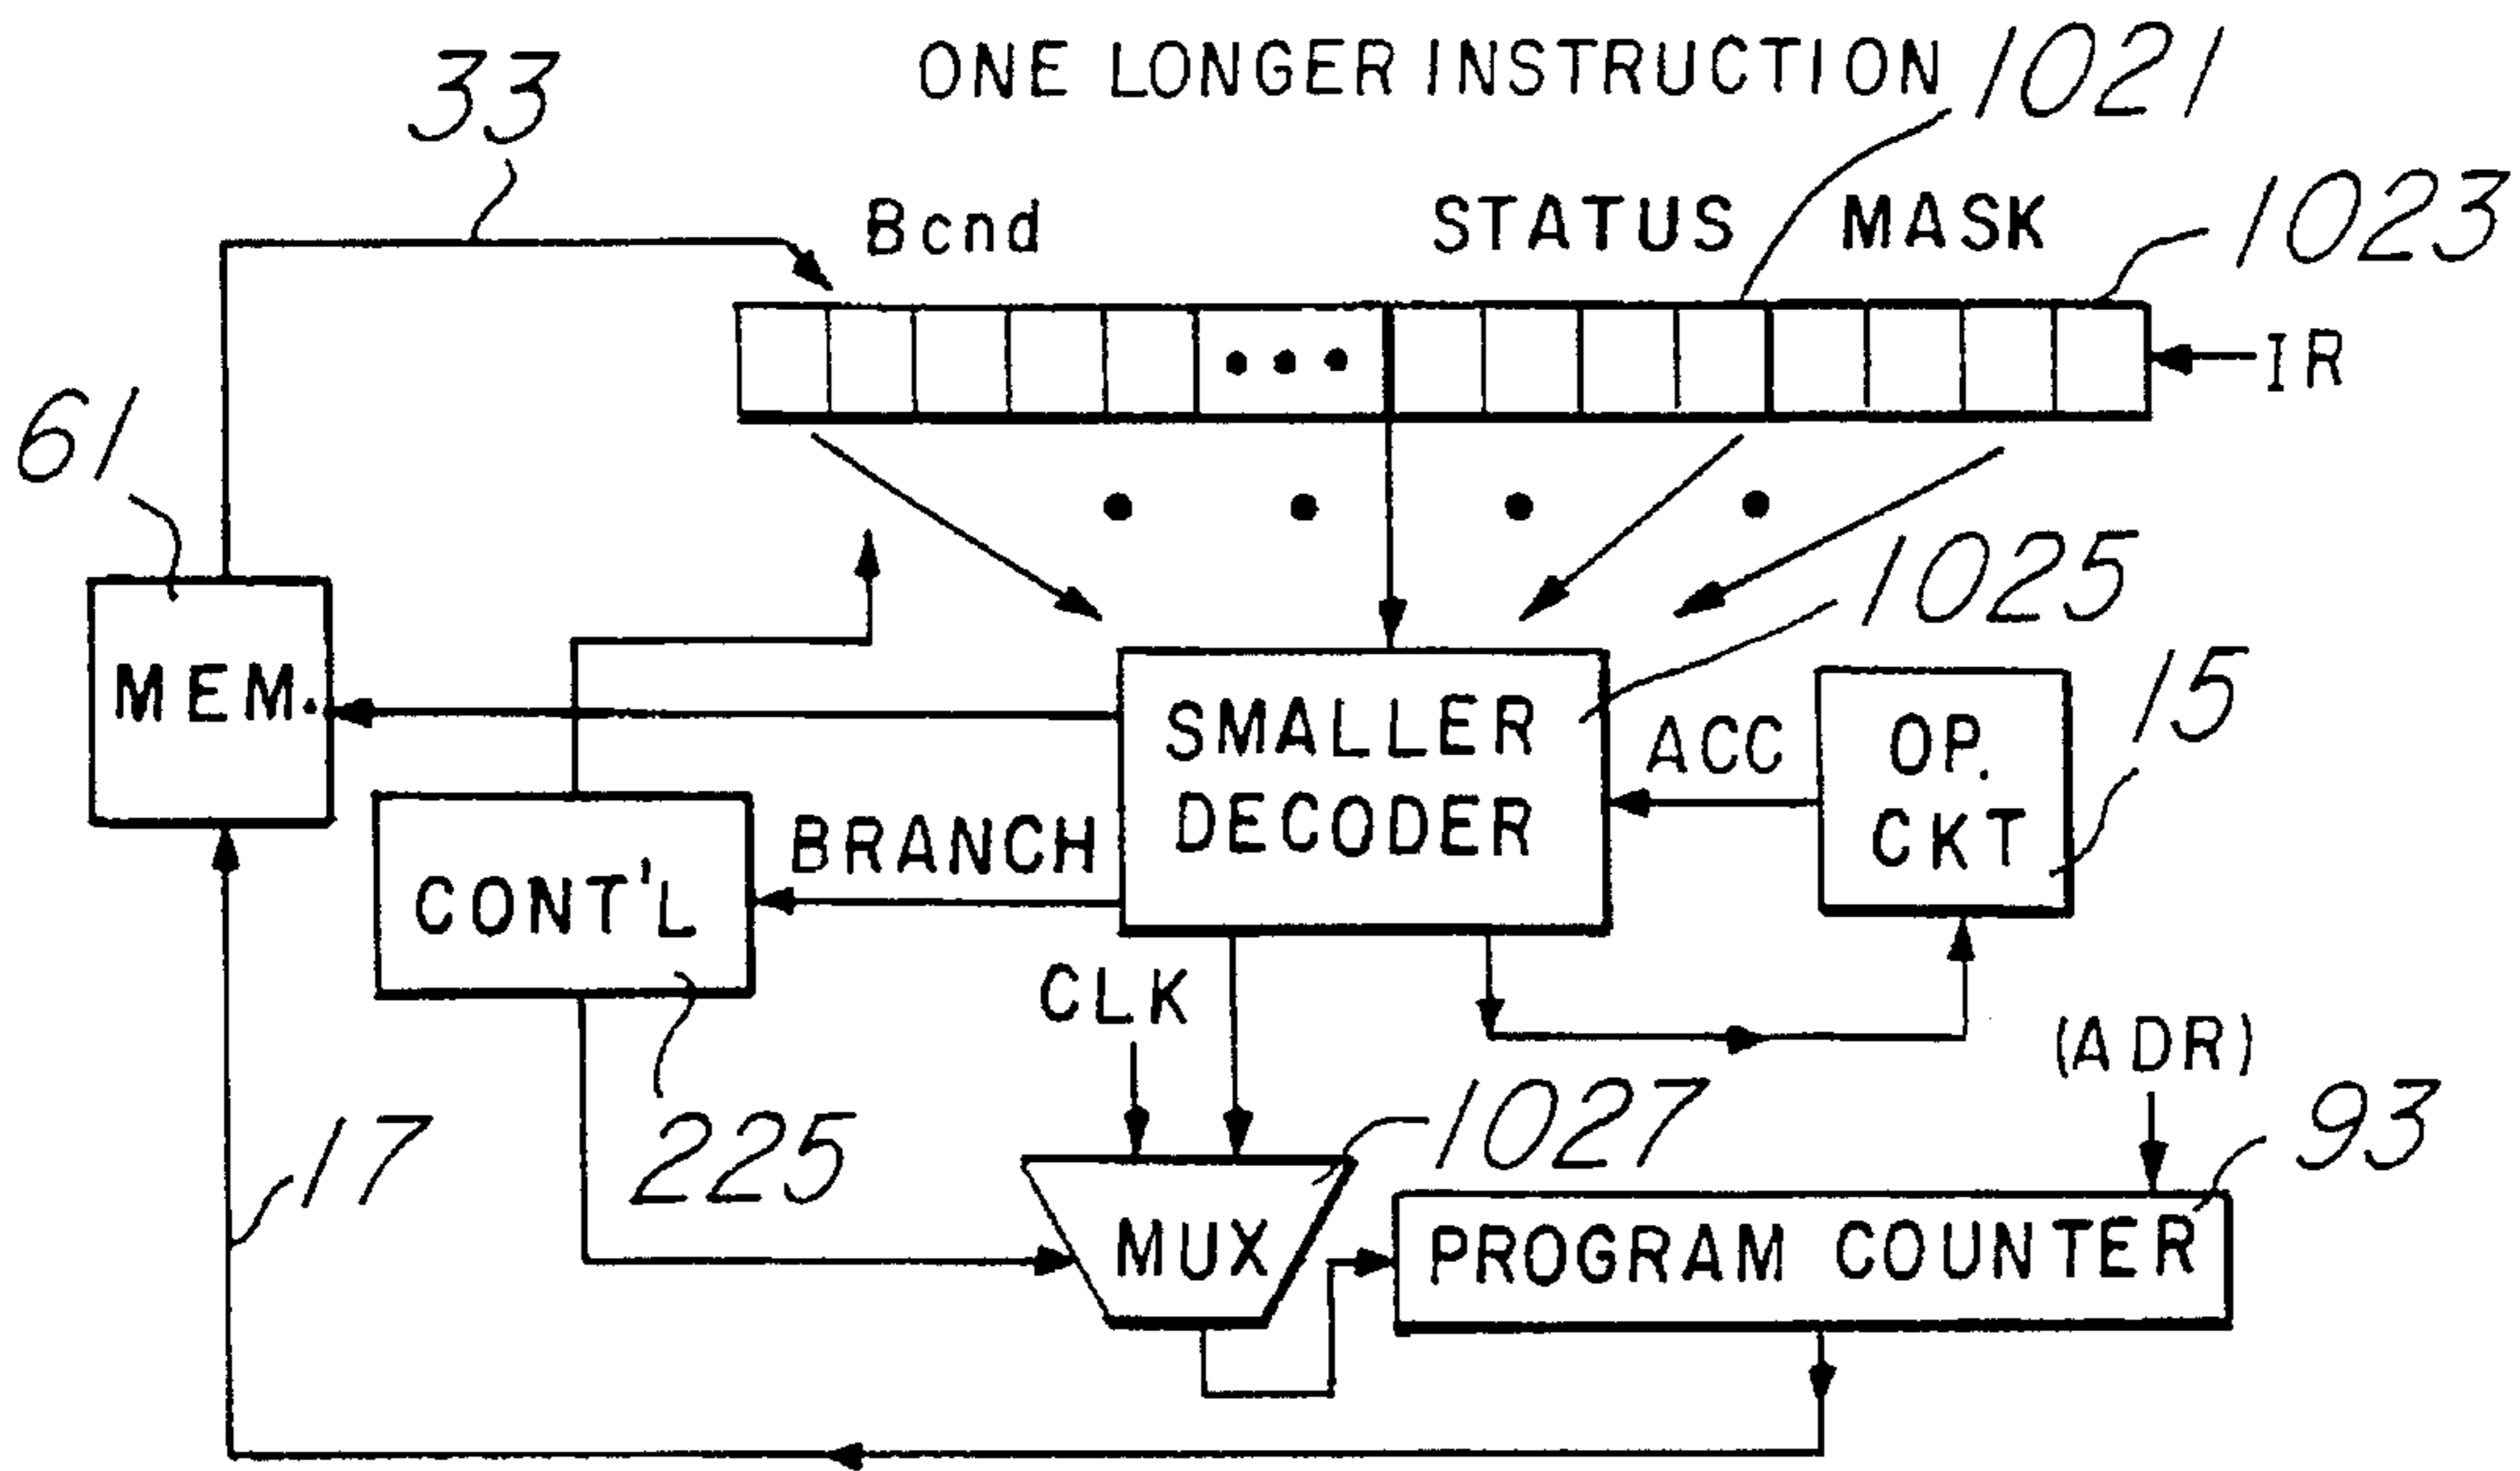 33
ONE LONGER INSTRUCTION
1021
Bcnd
STATUS MASK
1023
IR
61
1025
MEM.
SMALLER
DECODER
ACC
OP.
CKT
15
BRANCH
CONT'L
CLK
(ADR)
17
225
1027
93
MUX
PROGRAM COUNTER